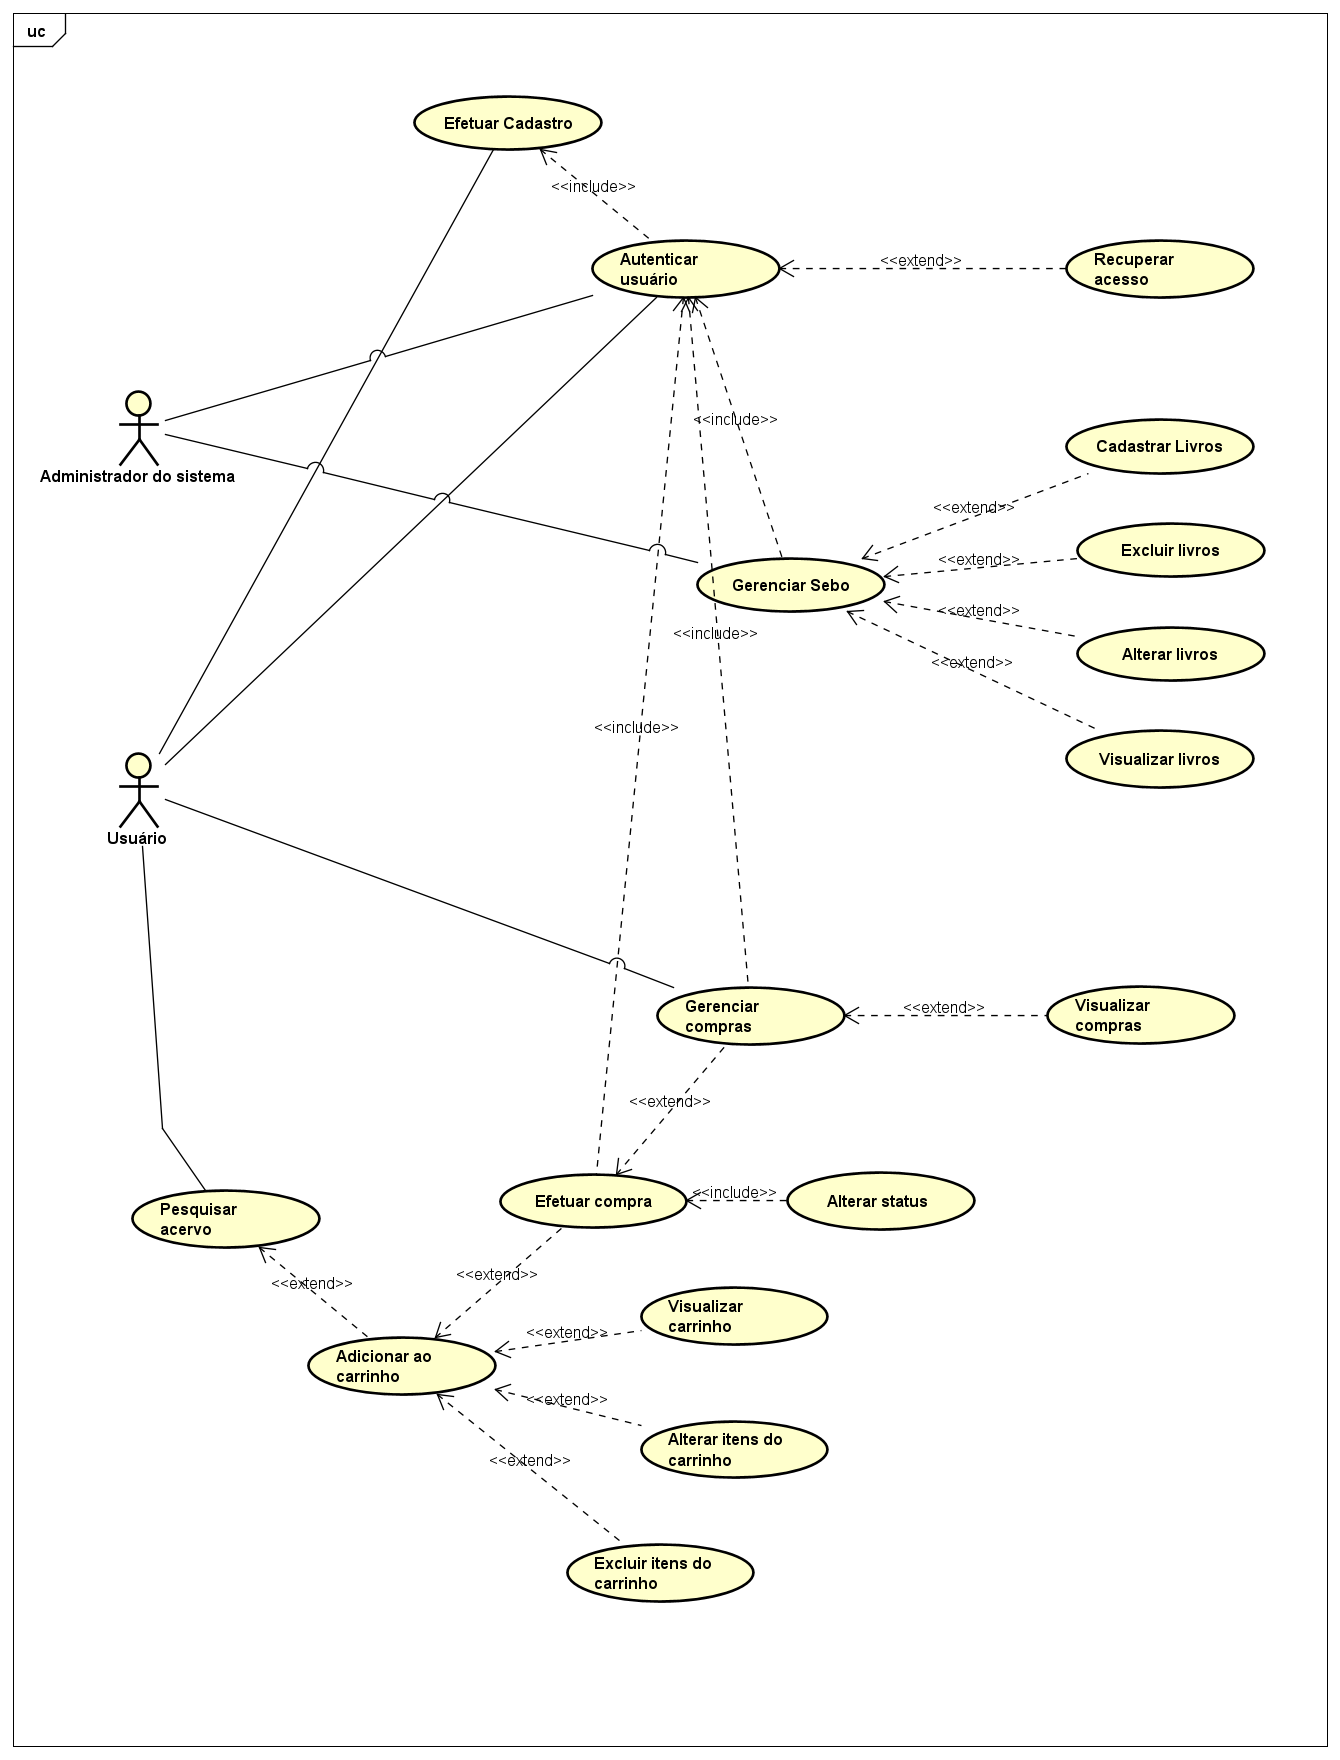 uc
Efetuar Cadastro
<<include>>
Autenticar
usuário
<<extend>>
Recuperar
acesso
Administrador do sistema
<<include>>
Cadastrar Livros
<<extend>>
Excluir livros
<<extend>>
Gerenciar Sebo
<<extend>>
Alterar livros
<<include>>
<<extend>>
Visualizar livros
<<include>>
Usuário
Gerenciar
compras
<<extend>>
Visualizar
compras
<<extend>>
Pesquisar
acervo
Efetuar compra
<<include>>
Alterar status
<<extend>>
<<extend>>
Visualizar
carrinho
<<extend>>
Adicionar ao
carrinho
<<extend>>
Alterar itens do
carrinho
<<extend>>
Excluir itens do
carrinho